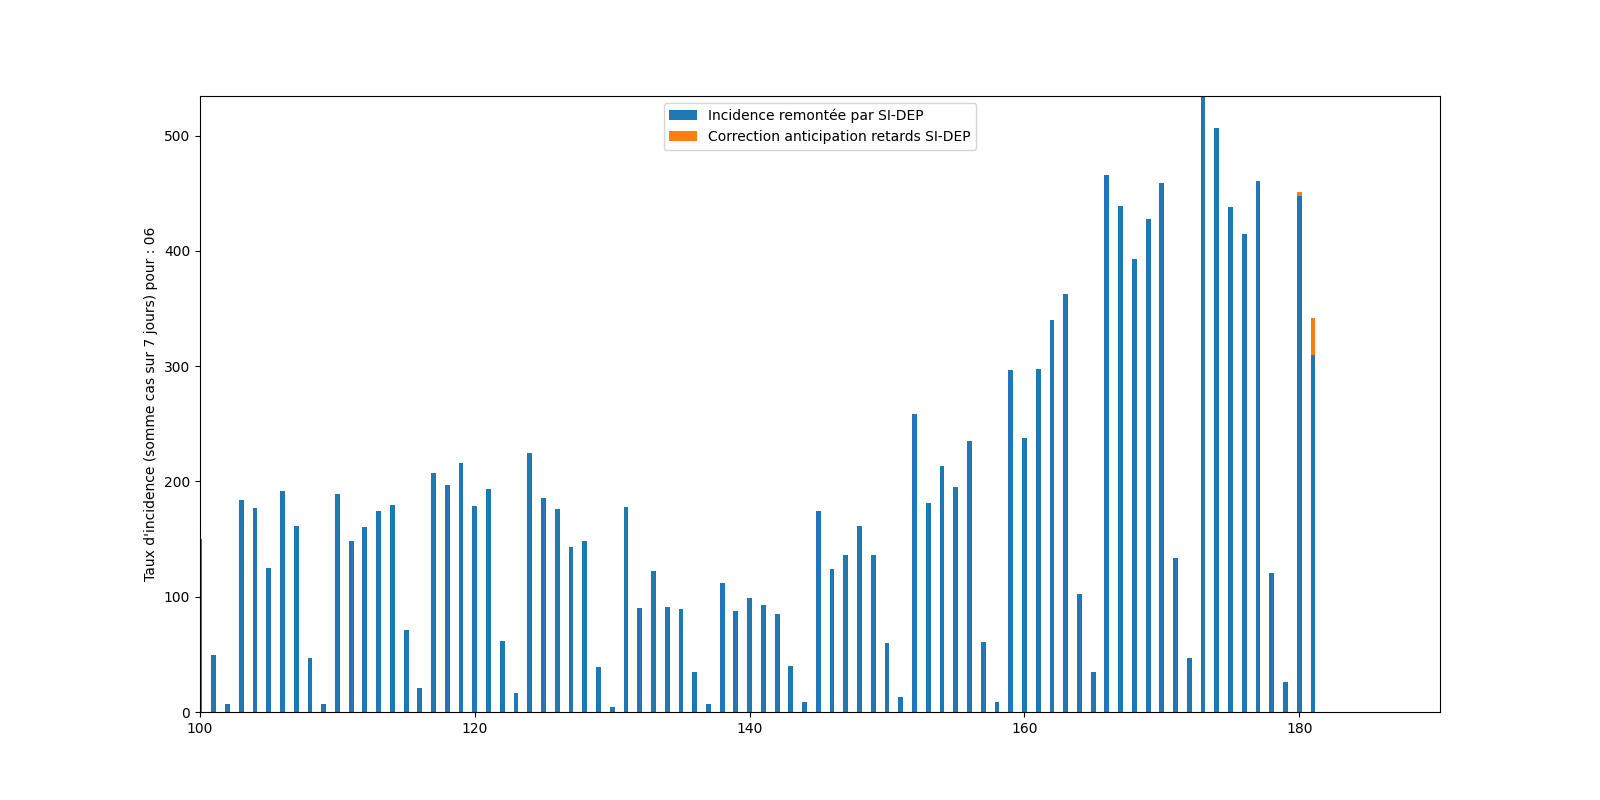 Incidence remontée par SI-DEP
Correction anticipation retards SI-DEP
Taux d'incidence (somme cas sur 7 jours) pour : 06
500
400
300
200
100
0
100 120 140 160 180